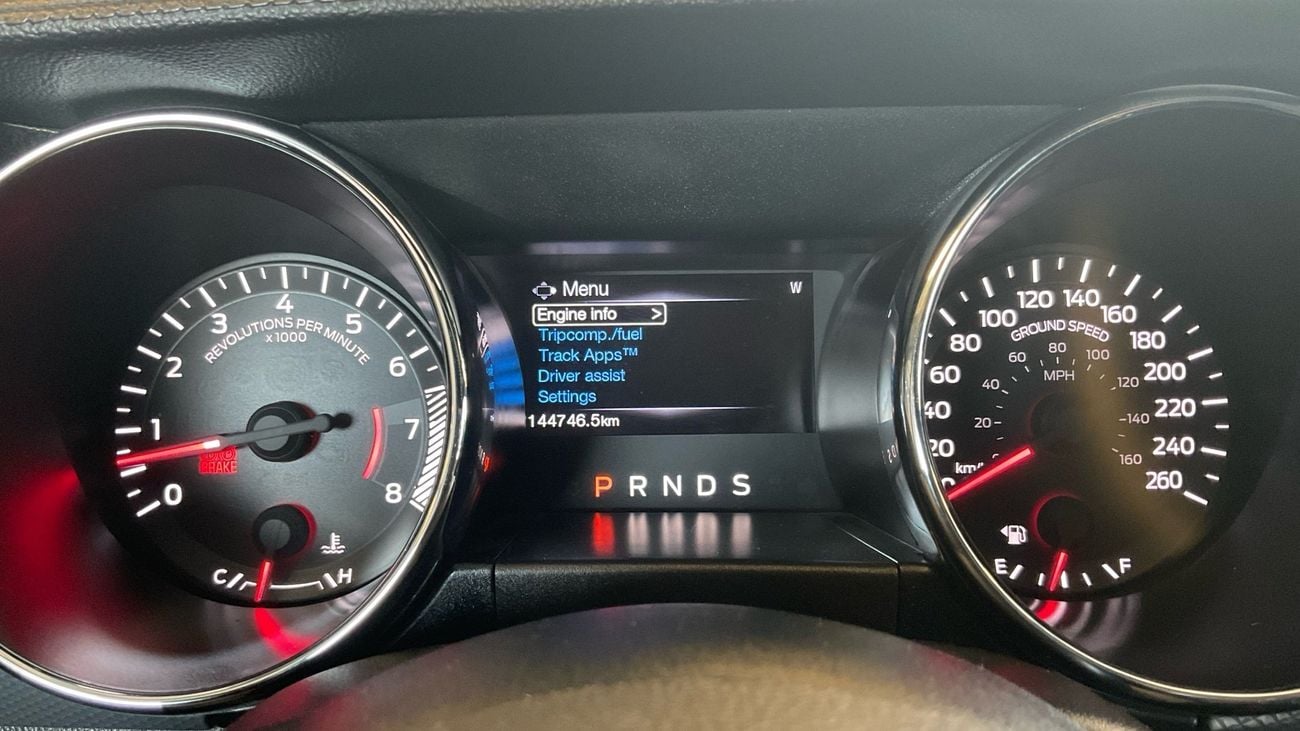 0
1
2
3
4
5
6
7
8
REVOLUTIONS PER MINUTE
x1000
BRAKE
C
H
Menu
W
Engine info >
Tripcomp./fuel
Track Apps™
Driver assist
Settings
144746.5km
P R N D S
20
40
60
80
100
120
140
160
180
200
220
240
260
GROUND SPEED
20
40
60
80
100
120
140
160
MPH
E
F